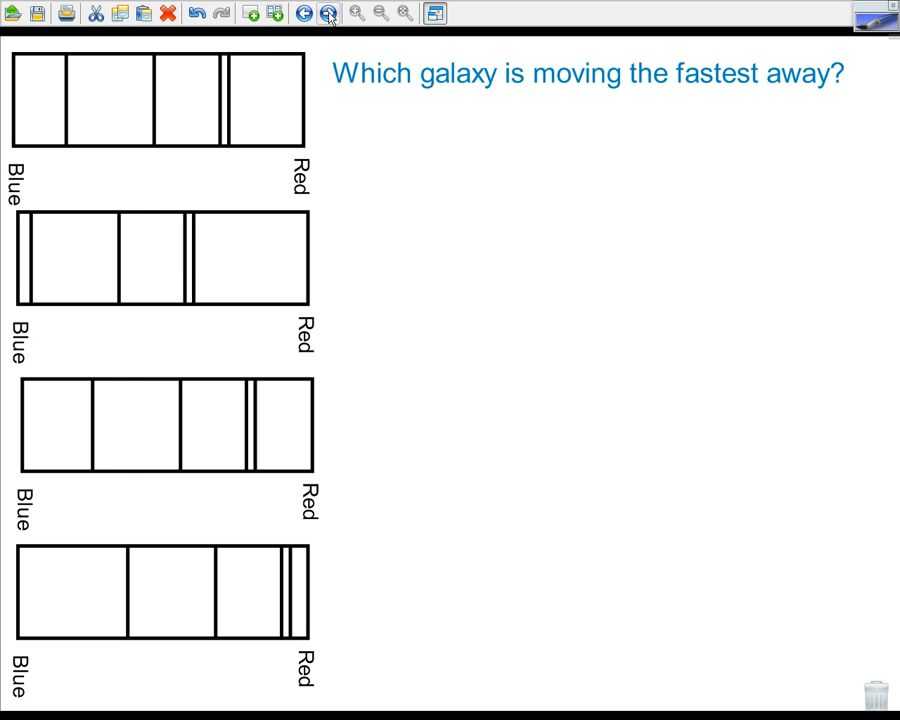 Which galaxy is moving the fastest away?
Blue
Red
Blue
Red
Blue
Red
Blue
Red